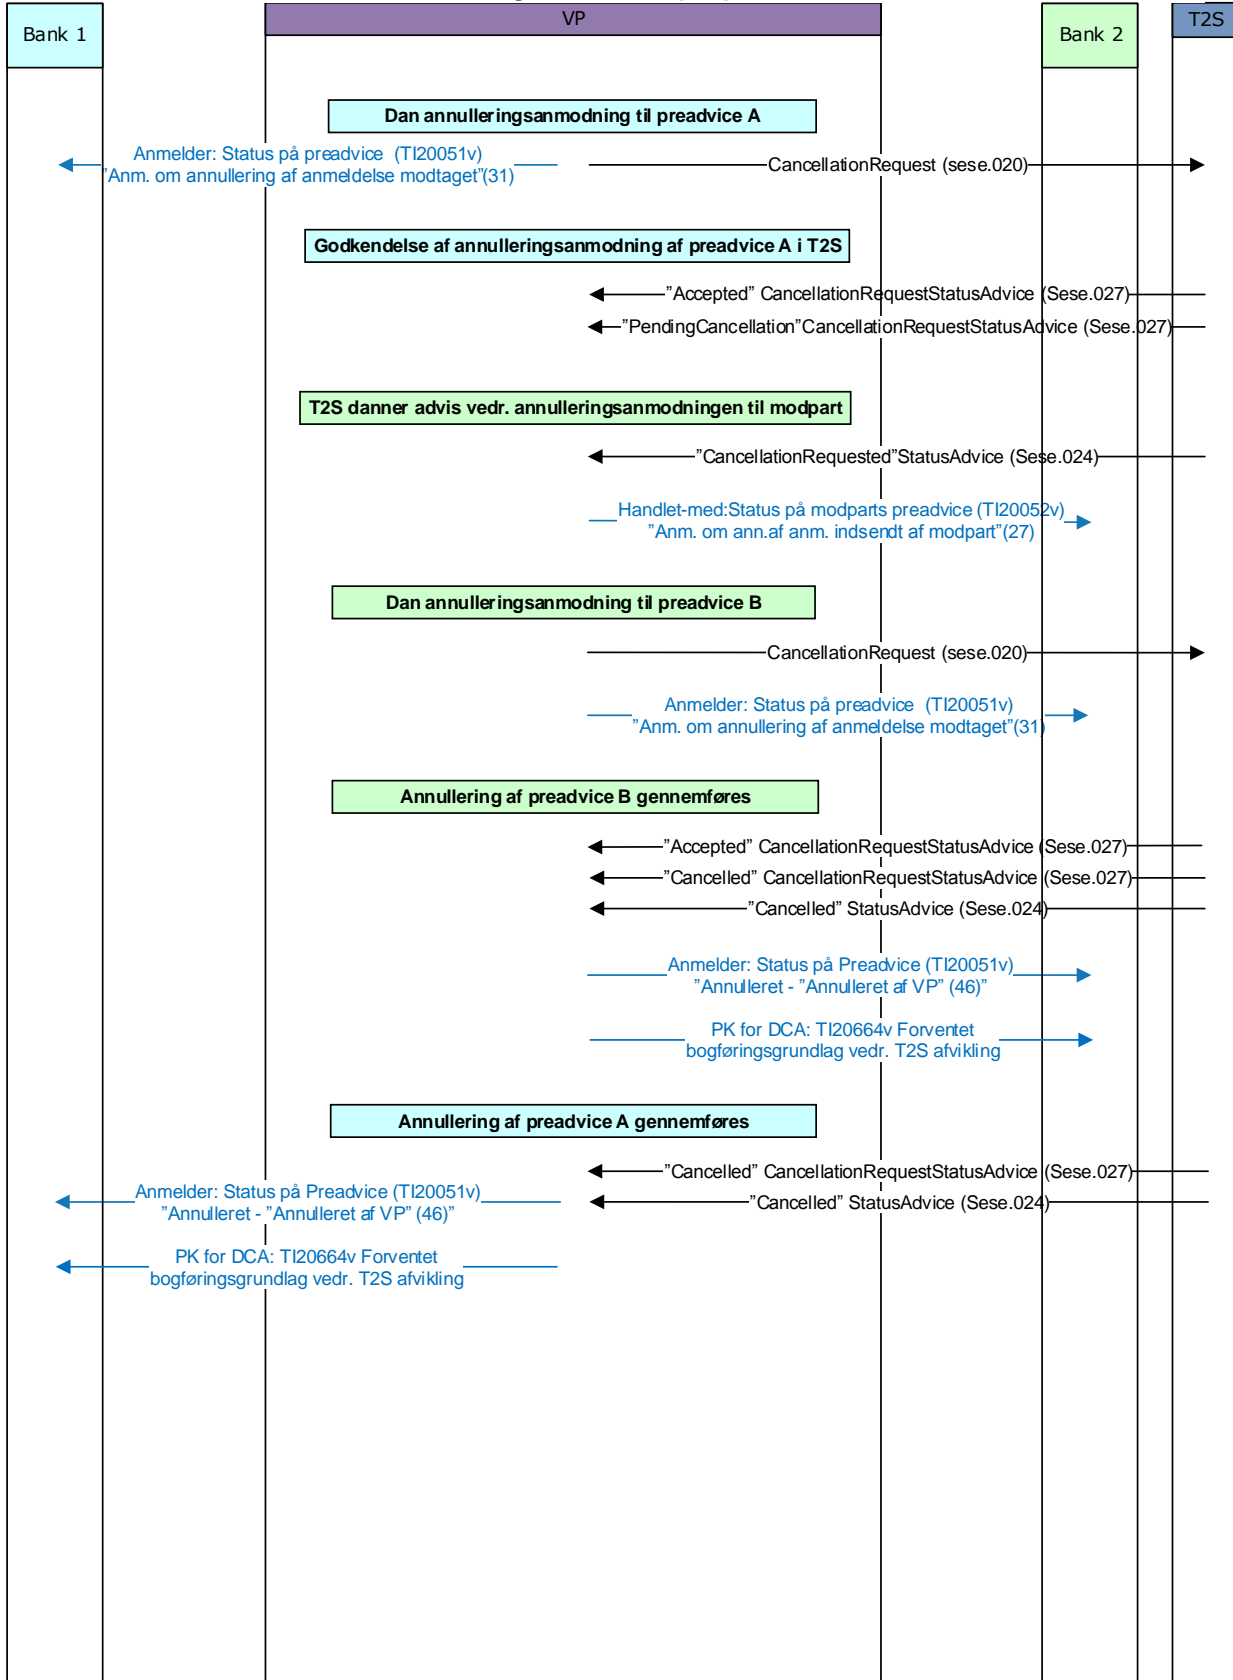 Bank 1
VP
Bank 2
T2S
Dan annulleringsanmodning til preadvice A
Anmelder: Status på preadvice (TI20051v)
"Anm. om annullering af anmeldelse modtaget"(31)
CancellationRequest (sese.020)
Godkendelse af annulleringsanmodning af preadvice A i T2S
"Accepted" CancellationRequestStatusAdvice (Sese.027)
"PendingCancellation"CancellationRequestStatusAdvice (Sese.027)
T2S danner advis vedr. annulleringsanmodningen til modpart
"CancellationRequested"StatusAdvice (Sese.024)
Handlet-med:Status på modparts preadvice (TI20052v)
"Anm. om ann.af anm. indsendt af modpart"(27)
Dan annulleringsanmodning til preadvice B
CancellationRequest (sese.020)
Anmelder: Status på preadvice (TI20051v)
"Anm. om annullering af anmeldelse modtaget"(31)
Annullering af preadvice B gennemføres
"Accepted" CancellationRequestStatusAdvice (Sese.027)
"Cancelled" CancellationRequestStatusAdvice (Sese.027)
"Cancelled" StatusAdvice (Sese.024)
Anmelder: Status på Preadvice (TI20051v)
"Annulleret - "Annulleret af VP" (46)"
PK for DCA: TI20664v Forventet
bogføringsgrundlag vedr. T2S afvikling
Annullering af preadvice A gennemføres
"Cancelled" CancellationRequestStatusAdvice (Sese.027)
Anmelder: Status på Preadvice (TI20051v)
"Annulleret - "Annulleret af VP" (46)"
"Cancelled" StatusAdvice (Sese.024)
PK for DCA: TI20664v Forventet
bogføringsgrundlag vedr. T2S afvikling